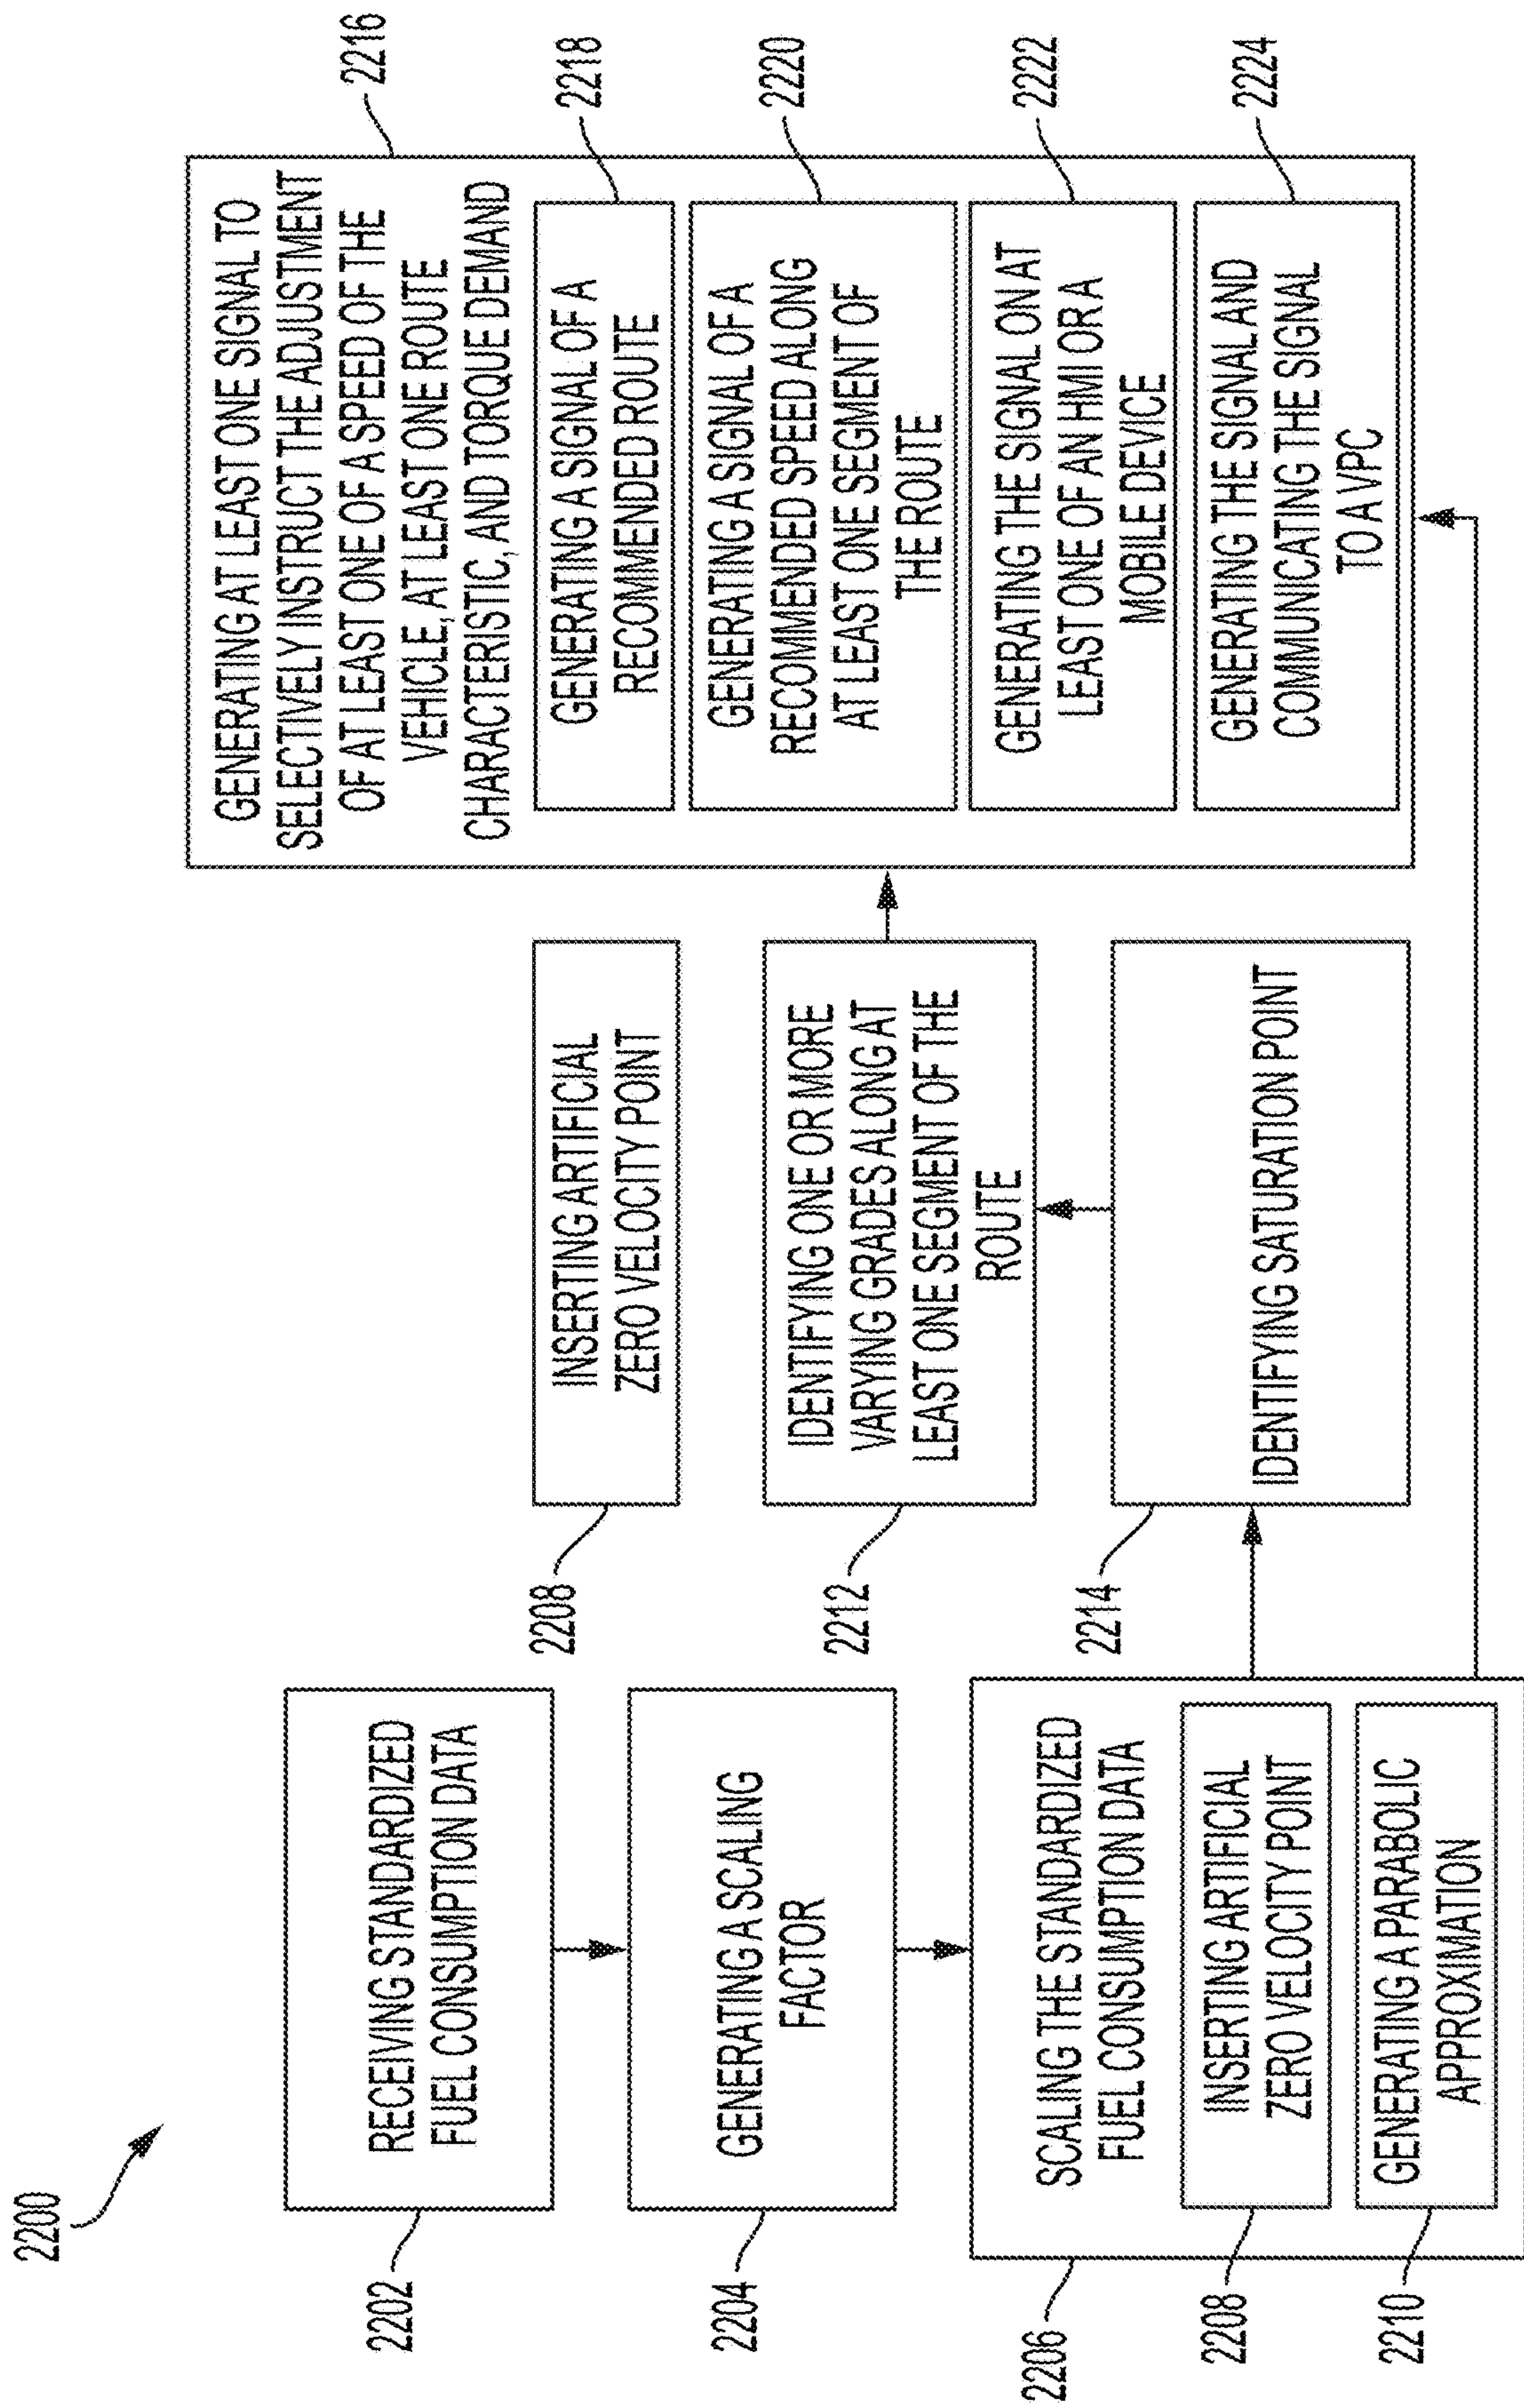 2200
2202
RECEIVING STANDARDIZED
FUEL CONSUMPTION DATA
2204
GENERATING A SCALING
FACTOR
2206
SCALING THE STANDARDIZED
FUEL CONSUMPTION DATA
2208
INSERTING ARTIFICIAL
ZERO VELOCITY POINT
2210
GENERATING A PARABOLIC
APPROXIMATION
2208
INSERTING ARTIFICIAL
ZERO VELOCITY POINT
2212
IDENTIFYING ONE OR MORE
VARYING GRADES ALONG AT
LEAST ONE SEGMENT OF THE
ROUTE
2214
IDENTIFYING SATURATION POINT
2216
GENERATING AT LEAST ONE SIGNAL TO
SELECTIVELY INSTRUCT THE ADJUSTMENT
OF AT LEAST ONE OF A SPEED OF THE
VEHICLE, AT LEAST ONE ROUTE
CHARACTERISTIC, AND TORQUE DEMAND
2218
GENERATING A SIGNAL OF A
RECOMMENDED ROUTE
2220
GENERATING A SIGNAL OF A
RECOMMENDED SPEED ALONG
AT LEAST ONE SEGMENT OF
THE ROUTE
2222
GENERATING THE SIGNAL ON AT
LEAST ONE OF AN HMI OR A
MOBILE DEVICE
2224
GENERATING THE SIGNAL AND
COMMUNICATING THE SIGNAL
TO A VPC